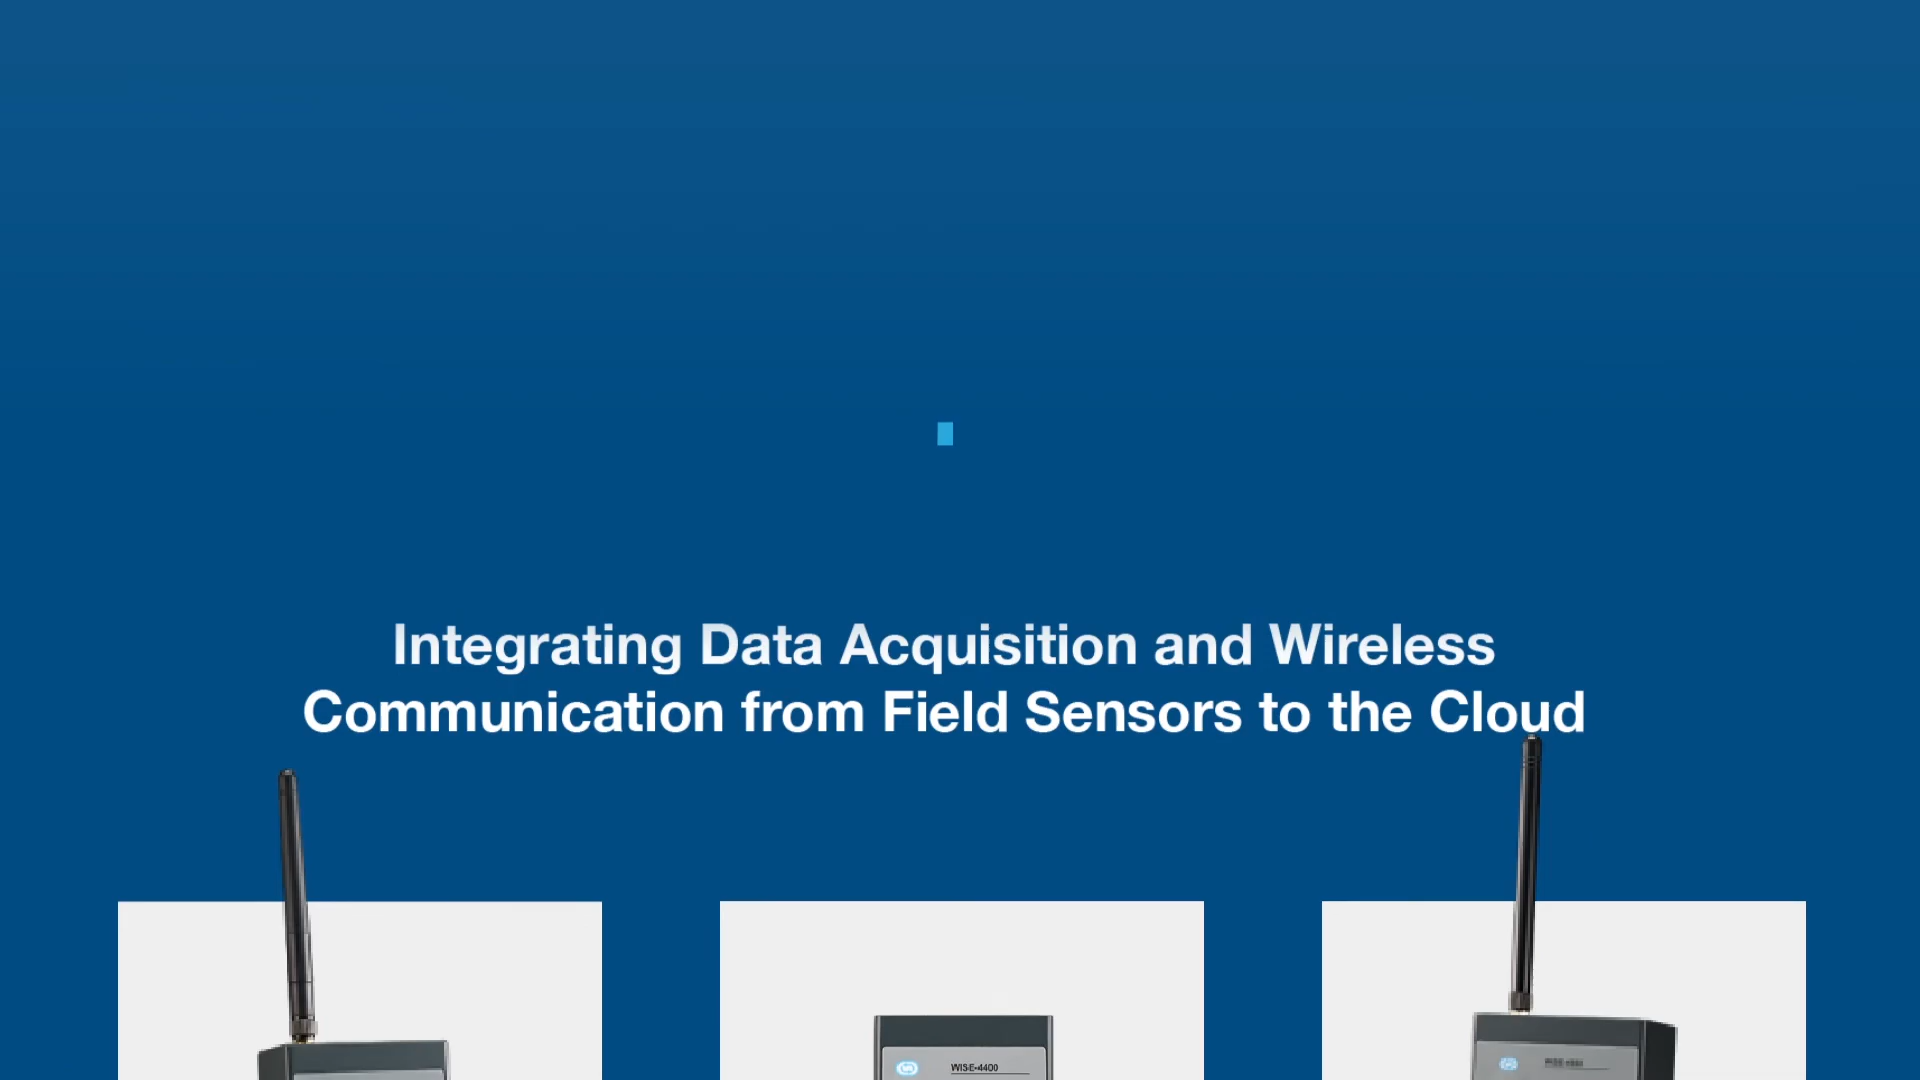 Integrating Data Acquisition and Wireless
Communication from Field Sensors to the Cloud
WISE-4400